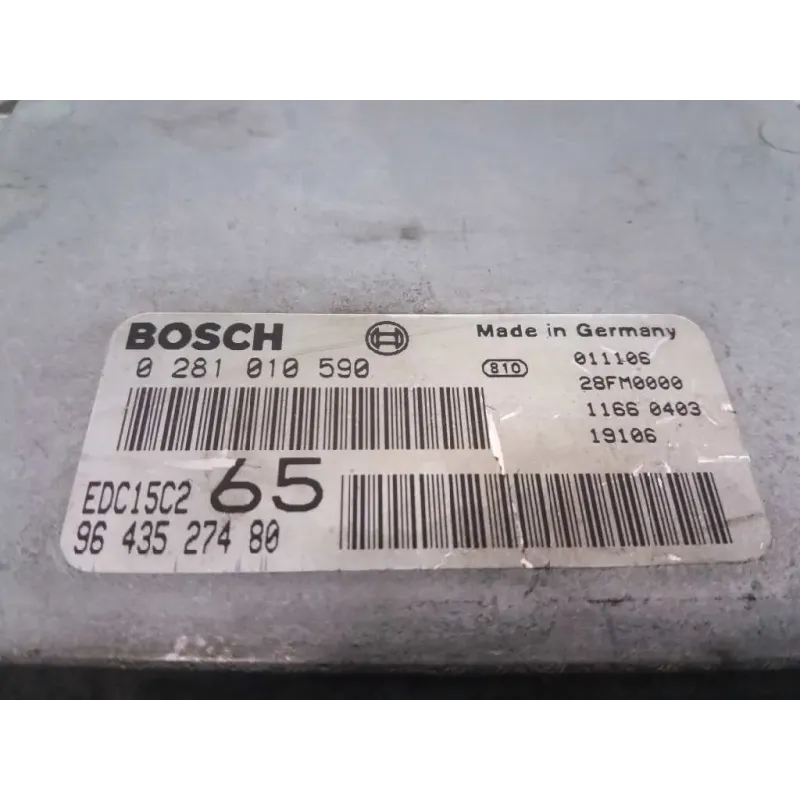 BOSCH
Made in Germany
0 281 010 590
810
011106
28FM0000
1166 0403
19106
EDC15C2 65
96 435 274 80